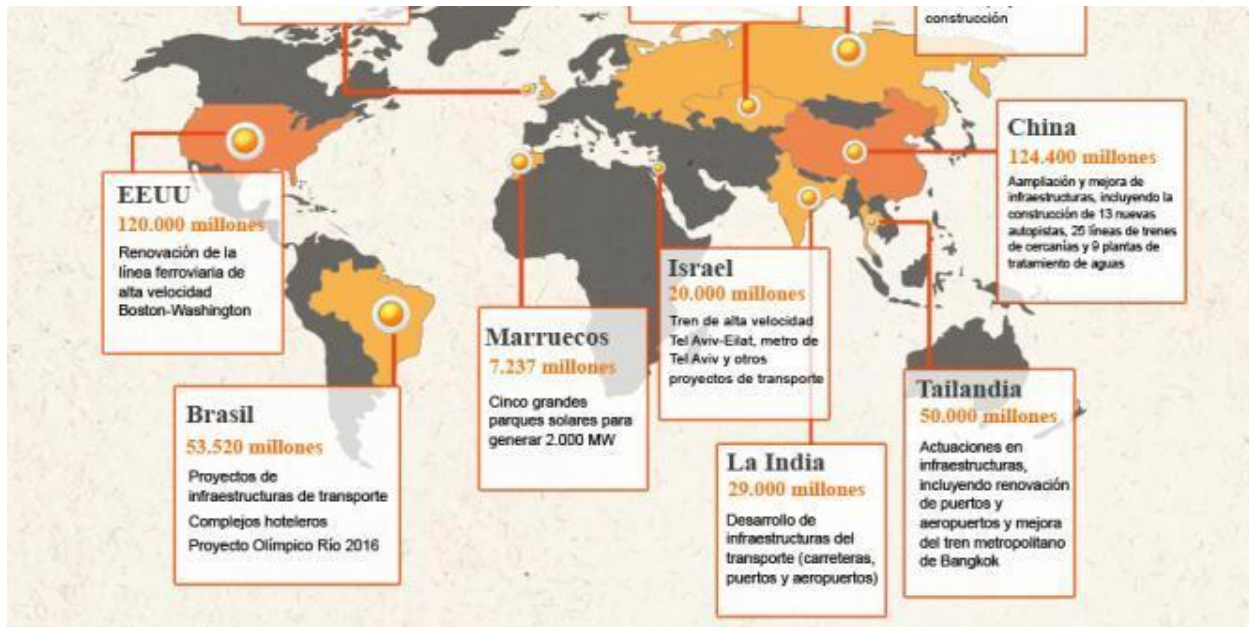 construcción
China
124.400 millones
Aampliación y mejora de
infraestructuras, incluyendo la
construcción de 13 nuevas
autopistas, 25 líneas de trenes
de cercanías y 9 plantas de
tratamiento de aguas
EEUU
120.000 millones
Renovación de la
línea ferroviaria de
alta velocidad
Boston-Washington
Israel
20.000 millones
Tren de alta velocidad
Tel Aviv-Eilat, metro de
Tel Aviv y otros
proyectos de transporte
Marruecos
7.237 millones
Cinco grandes
parques solares para
generar 2.000 MW
Tailandia
50.000 millones
Actuaciones en
infraestructuras,
incluyendo renovación
de puertos y
aeropuertos y mejora
del tren metropolitano
de Bangkok
Brasil
53.520 millones
Proyectos de
infraestructuras de transporte
Complejos hoteleros
Proyecto Olímpico Río 2016
La India
29.000 millones
Desarrollo de
infraestructuras del
transporte (carreteras,
puertos y aeropuertos)